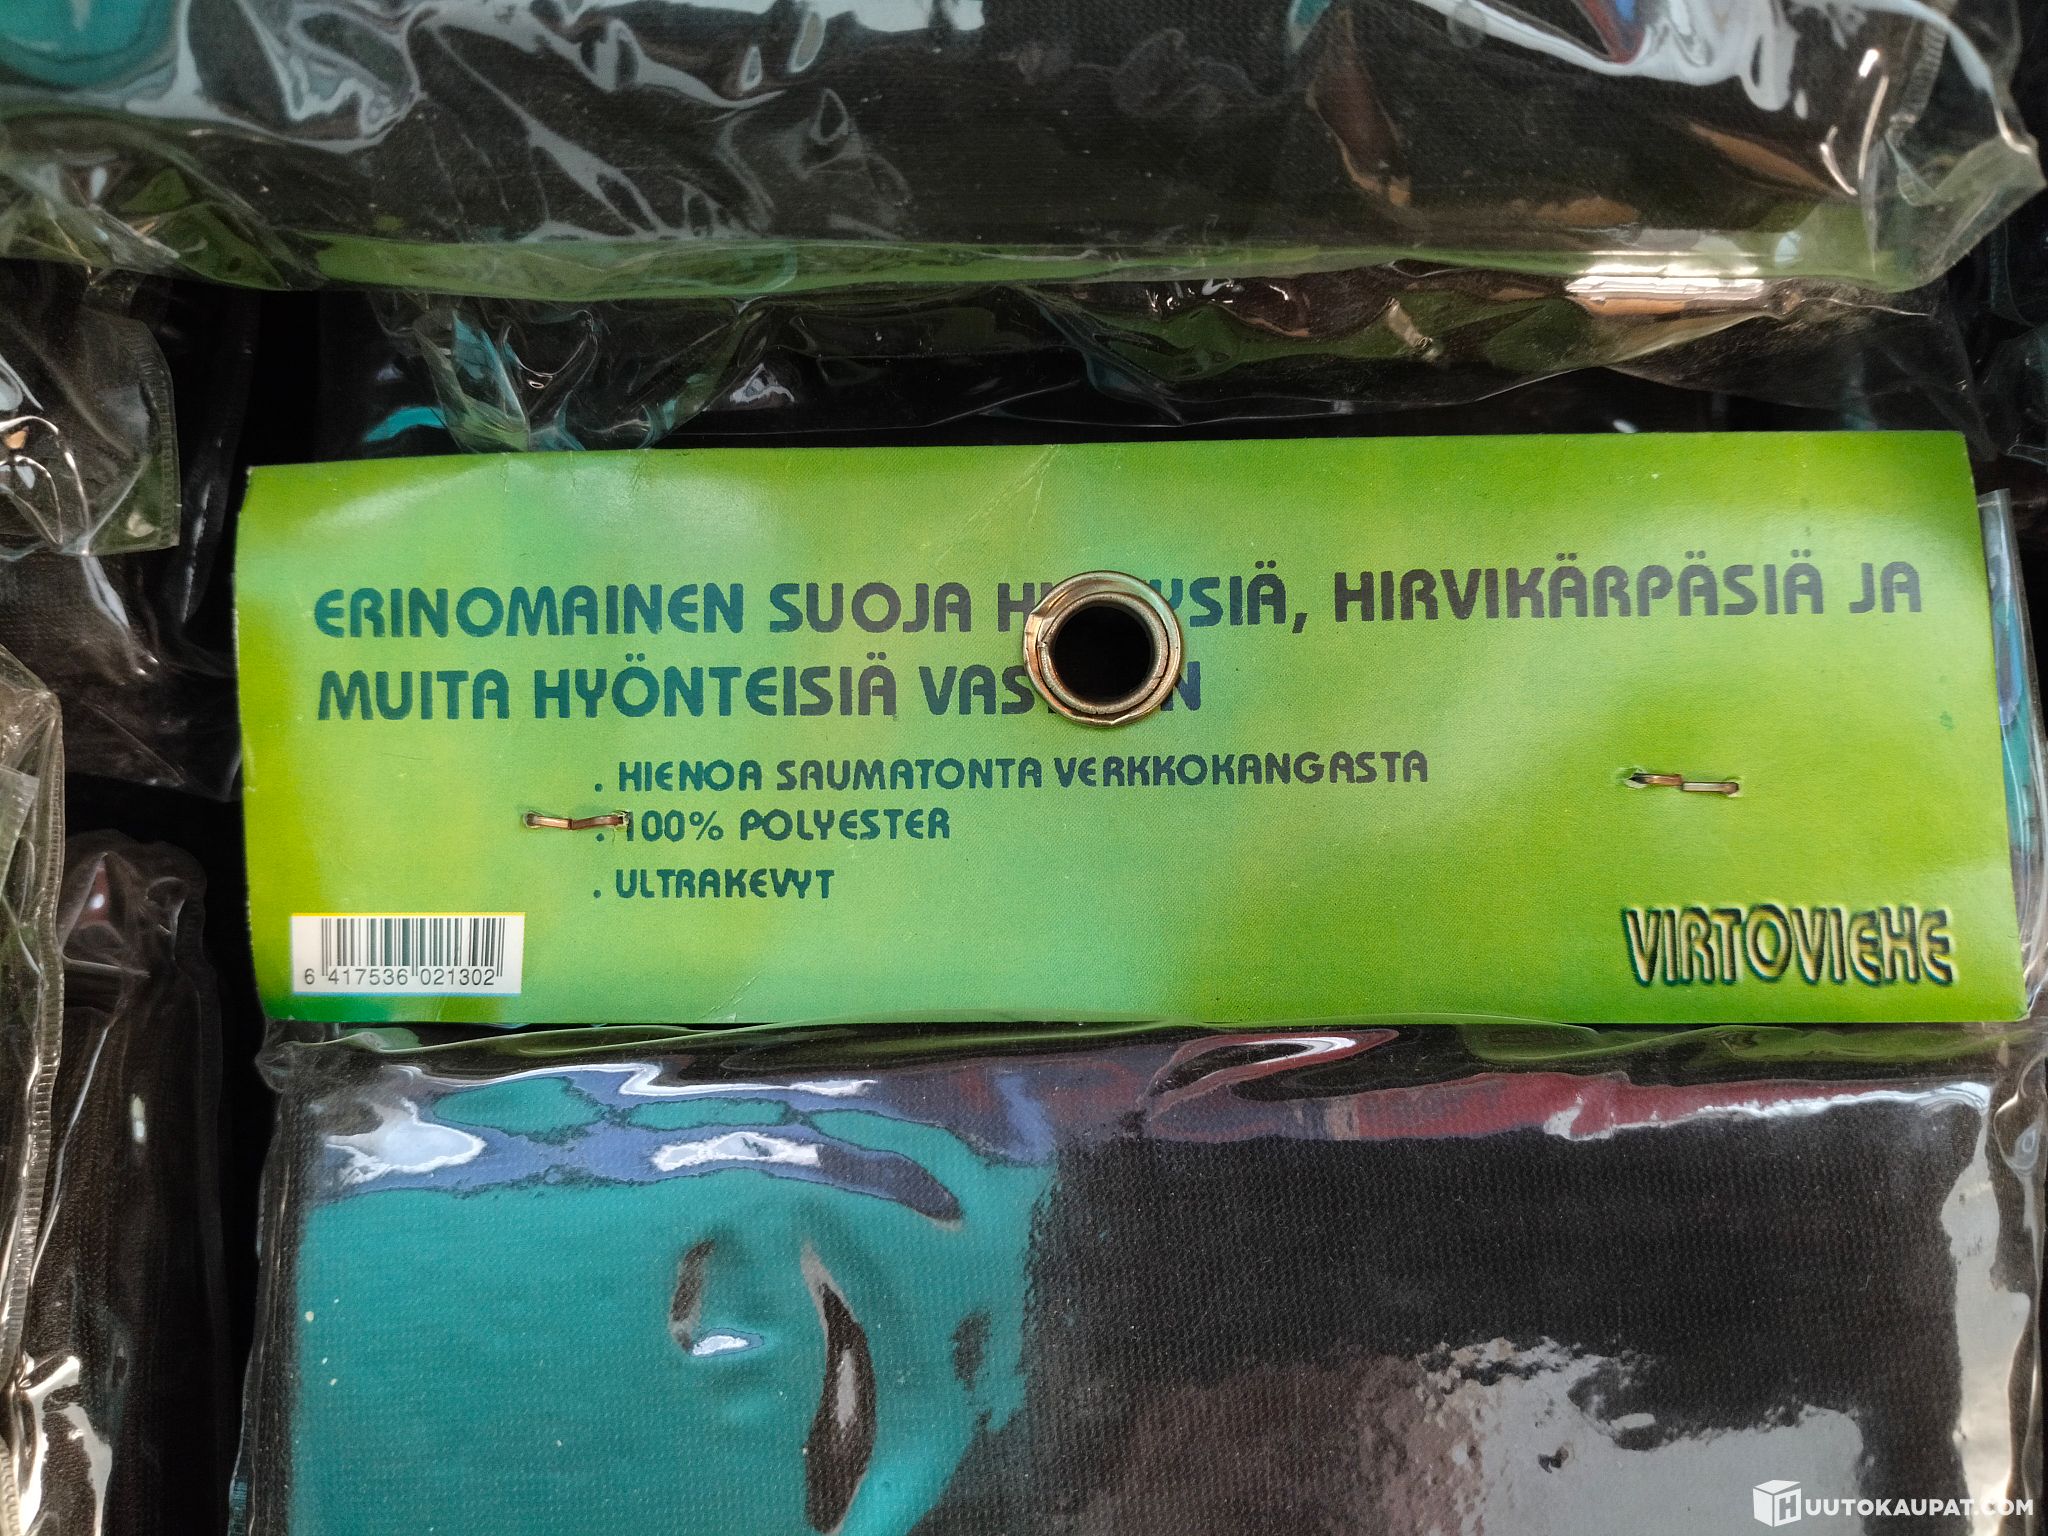 ERINOMAINEN SUOJA HIRVIKÄRPÄSIÄ JA
MUITA HYÖNTEISIÄ
. HIENOA SAUMATONTA VERKKOKANGASTA
. 100% POLYESTER
. ULTRAKEVYT
6 417536 021302
VIRTOVIEHE
HUUTOKAUPAT.COM